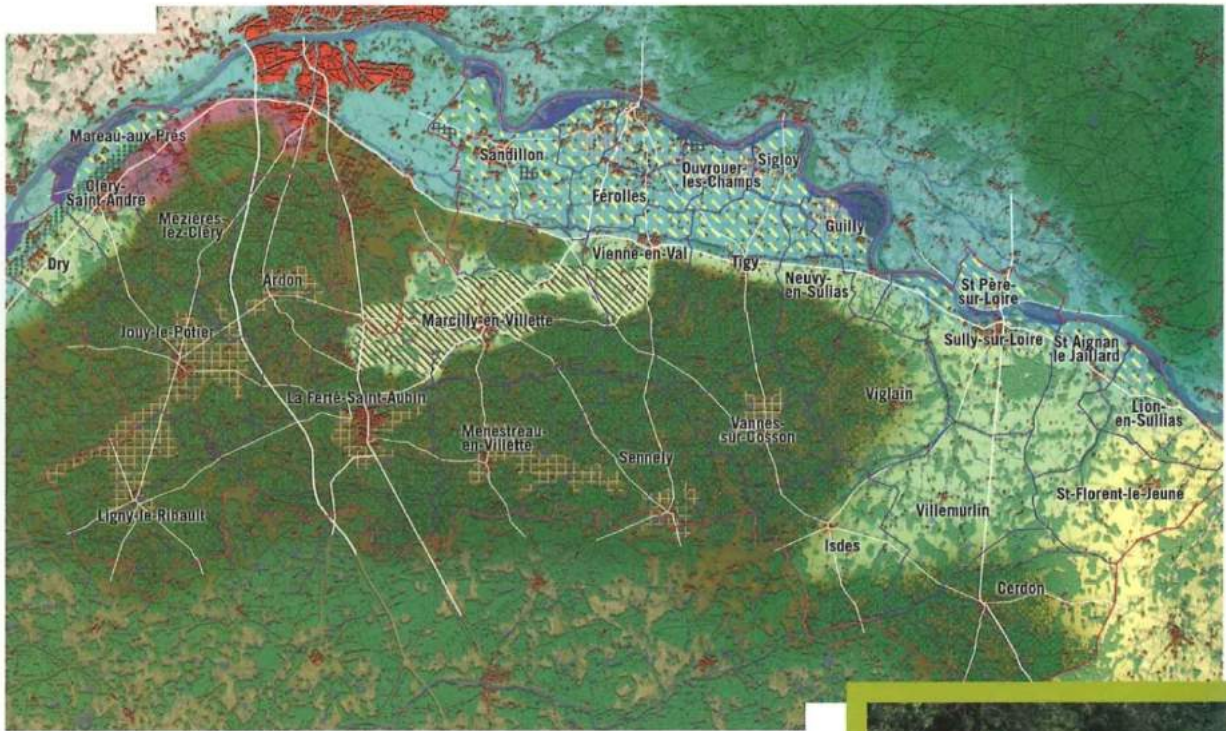 Mareau-aux-Prés
Cléry-
Saint-André
Dry
Mézières-
lez-Cléry
Ardon
Jouy-le-Potier
La Ferté-Saint-Aubin
Ligny-le-Ribault
Sandillon
Férolles
Ouvrouer-
les-Champs
Sigloy
Guilly
Vienne-en-Val
Tigy
Neuvy-
en-Sullias
Marcilly-en-Villette
Menestreau-
en-Villette
Sennely
Vannes-
sur-Cosson
Viglain
St Père-
sur-Loire
Sully-sur-Loire
St Aignan
le Jaillard
Lion-
en-Sullias
St-Florent-le-Jeune
Villemurlin
Isdes
Cerdon